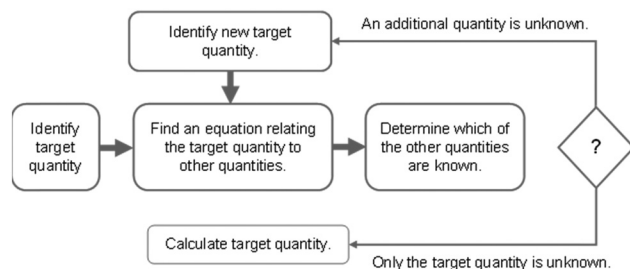 Identify new target
quantity.
An additional quantity is unknown.
Identify
target
quantity
Find an equation relating
the target quantity to
other quantities.
Determine which of
the other quantities
are known.
?
Calculate target quantity.
Only the target quantity is unknown.